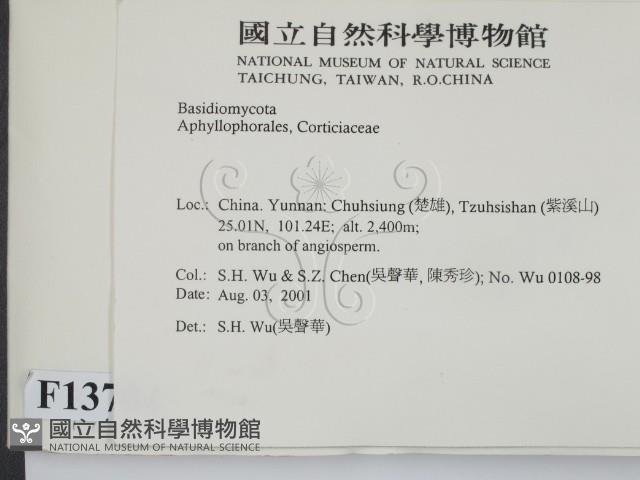 國立自然科學博物館
NATIONAL MUSEUM OF NATURAL SCIENCE
TAICHUNG, TAIWAN, R.O.CHINA
Basidiomycota
Aphyllophorales, Corticiaceae
Loc.: China. Yunnan: Chuhsiung (楚雄), Tzuhsishan (紫溪山)
25.01N, 101.24E; alt. 2,400m;
on branch of angiosperm.
Col.: S.H. Wu & S.Z. Chen(吳聲華, 陳秀珍); No. Wu 0108-98
Date: Aug. 03, 2001
Det.: S.H. Wu(吳聲華)
F137
國立自然科學博物館
NATIONAL MUSEUM OF NATURAL SCIENCE